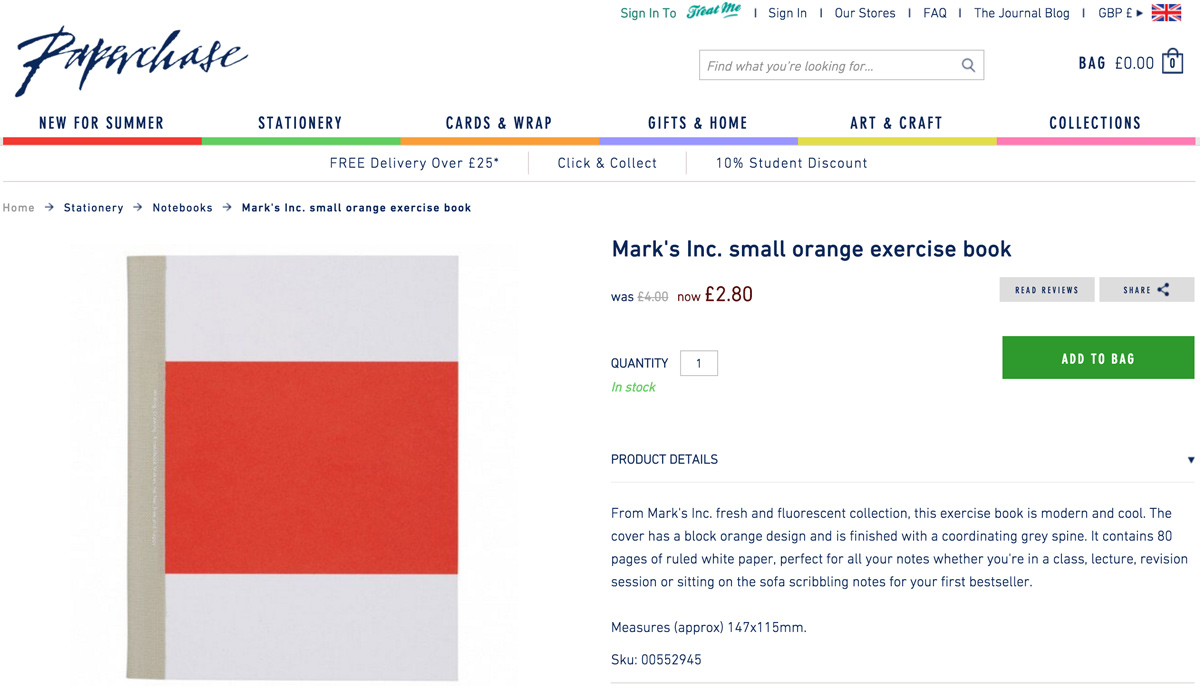 Sign In To Treat Me | Sign In | Our Stores | FAQ | The Journal Blog | GBP £
Paperchase
Find what you're looking for...
BAG £0.00 0
NEW FOR SUMMER STATIONERY CARDS & WRAP GIFTS & HOME ART & CRAFT COLLECTIONS
FREE Delivery Over £25* Click & Collect 10% Student Discount
Home → Stationery → Notebooks → Mark's Inc. small orange exercise book
Mark's Inc. small orange exercise book
was £4.00 now £2.80
READ REVIEWS SHARE
QUANTITY 1
ADD TO BAG
In stock
PRODUCT DETAILS
From Mark's Inc. fresh and fluorescent collection, this exercise book is modern and cool. The
cover has a block orange design and is finished with a coordinating grey spine. It contains 80
pages of ruled white paper, perfect for all your notes whether you're in a class, lecture, revision
session or sitting on the sofa scribbling notes for your first bestseller.
Measures (approx) 147x115mm.
Sku: 00552945